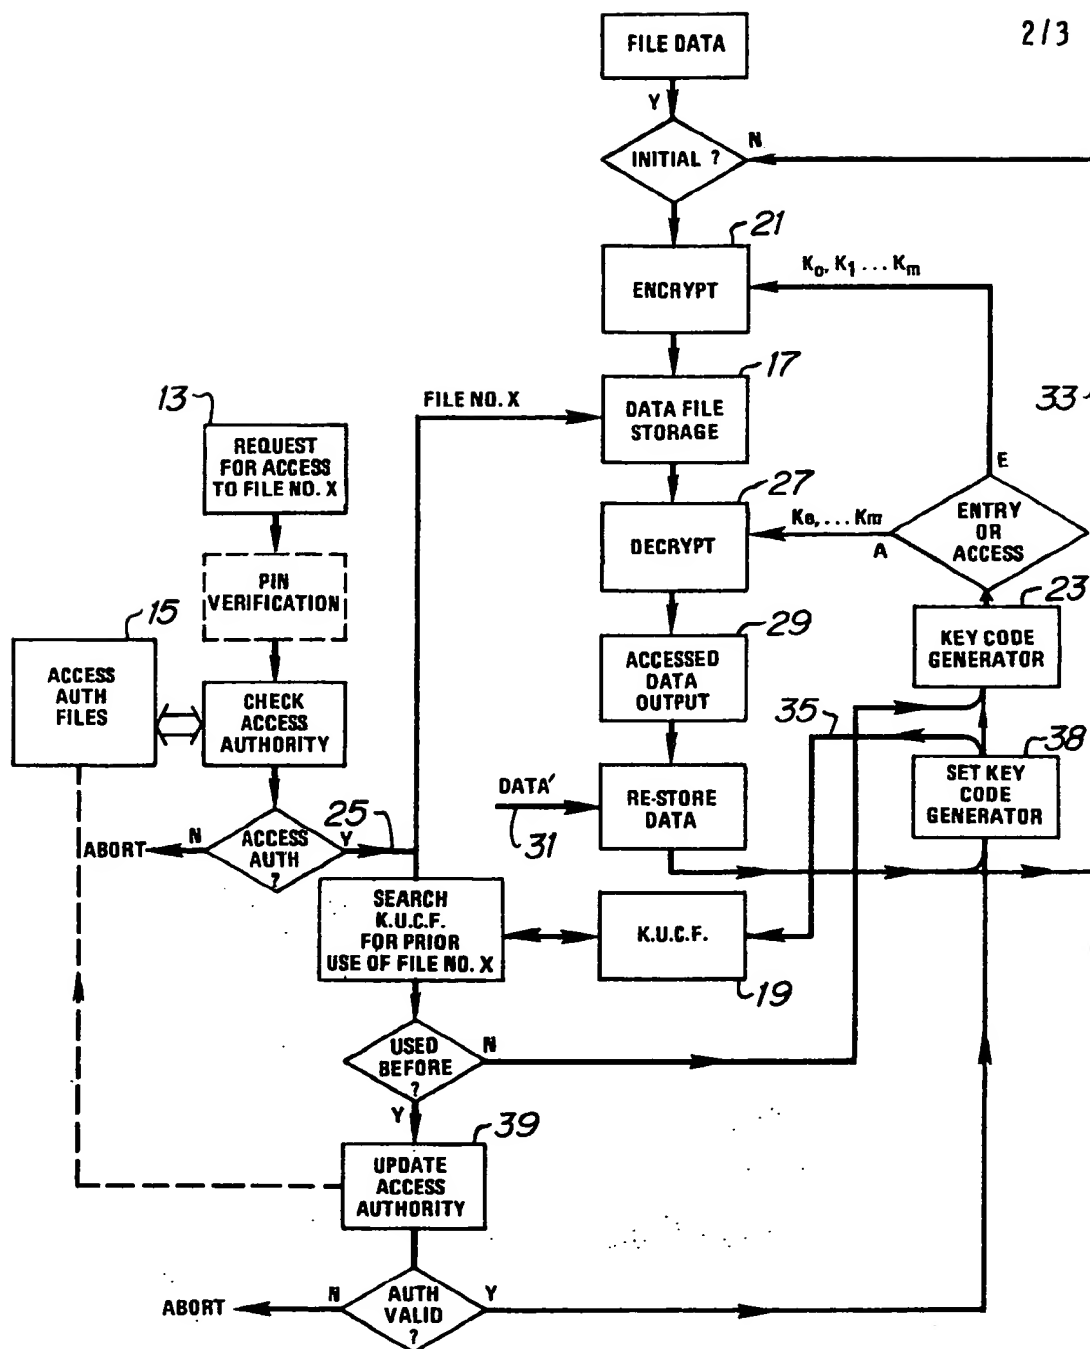 2/3
FILE DATA
Y
INITIAL ?
N
21
ENCRYPT
K0, K1 ... Km
17
FILE NO. X
DATA FILE
STORAGE
33
13
REQUEST
FOR ACCESS
TO FILE NO. X
E
27
DECRYPT
K0, ... Km
A
ENTRY
OR
ACCESS
PIN
VERIFICATION
15
ACCESS
AUTH
FILES
23
KEY CODE
GENERATOR
29
ACCESSED
DATA
OUTPUT
CHECK
ACCESS
AUTHORITY
35
38
SET KEY
CODE
GENERATOR
DATA'
31
RE-STORE
DATA
ABORT
N
ACCESS
AUTH
?
Y
25
SEARCH
K.U.C.F.
FOR PRIOR
USE OF FILE NO. X
K.U.C.F.
19
USED
BEFORE
?
N
Y
39
UPDATE
ACCESS
AUTHORITY
ABORT
N
AUTH
VALID
?
Y